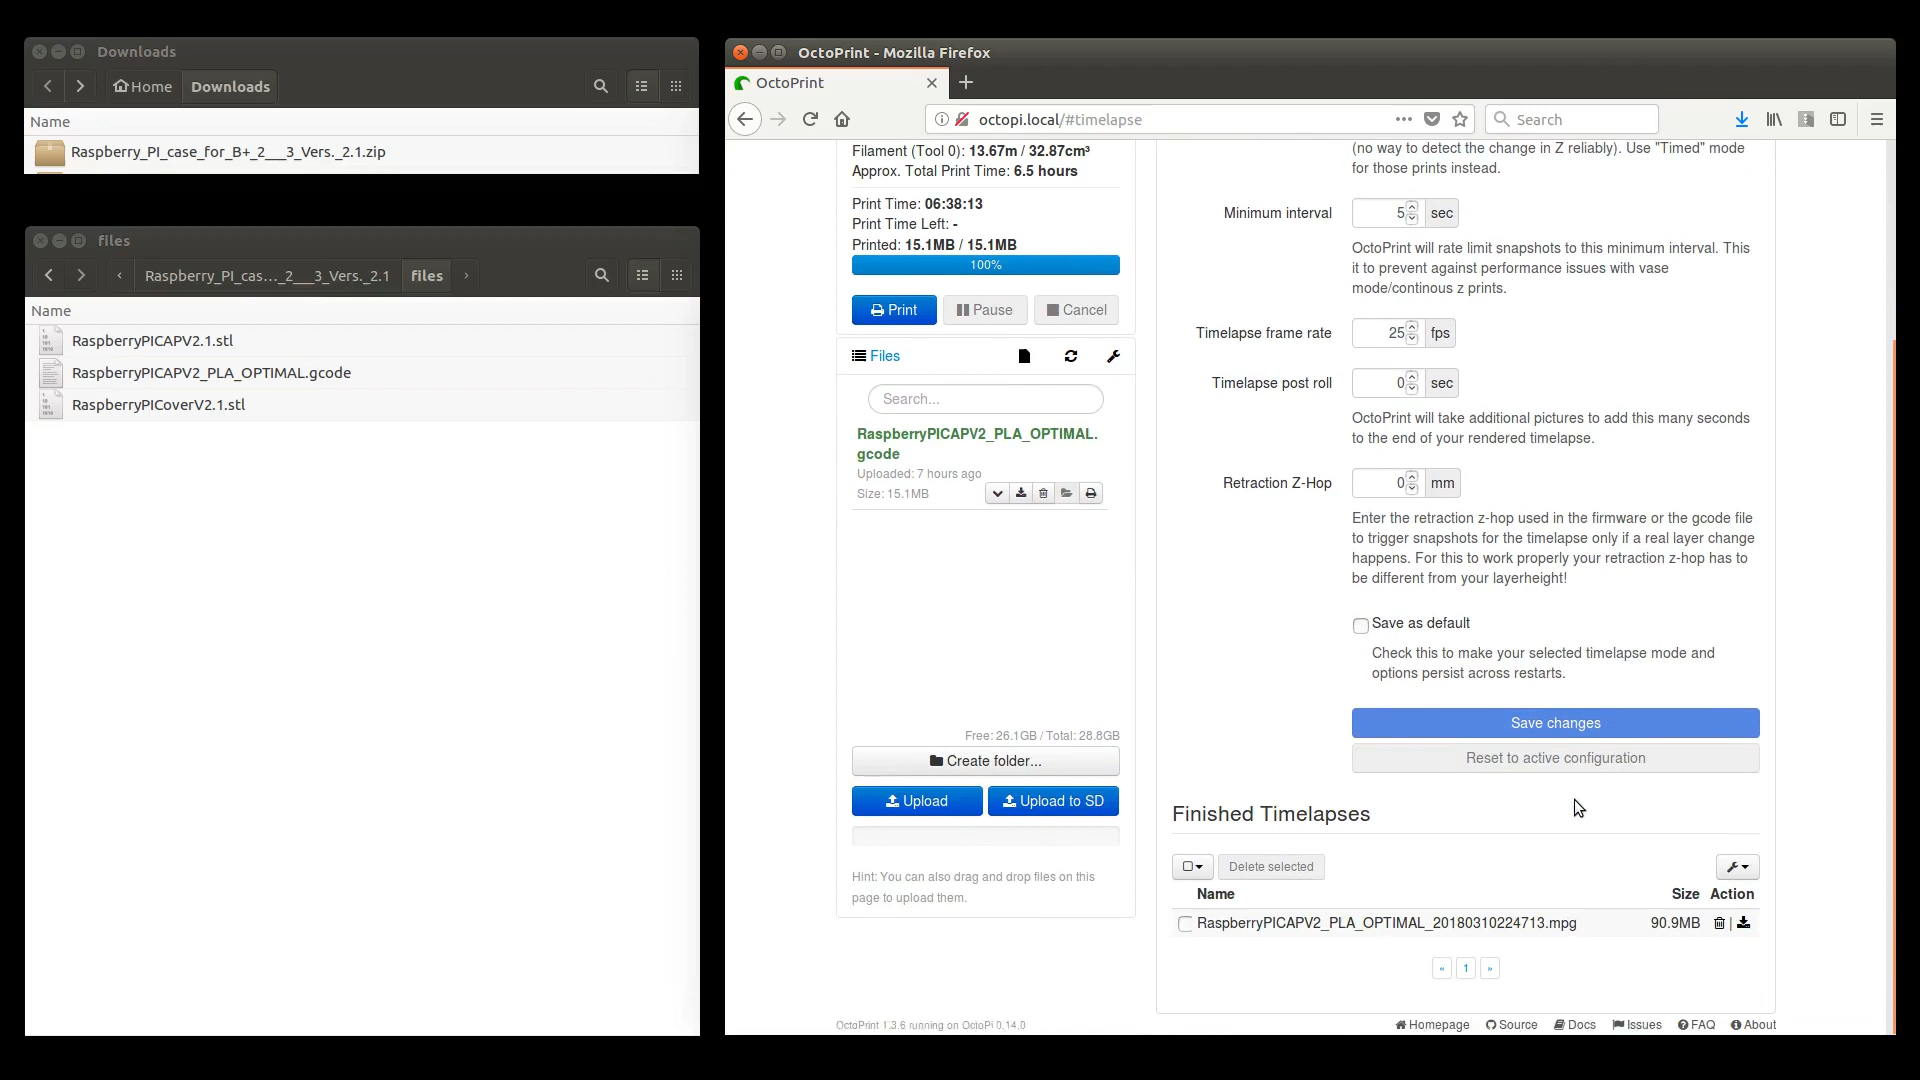 Downloads
Home
Downloads
Name
Raspberry_PI_case_for_B+_2___3_Vers._2.1.zip
files
Raspberry_PI_cas..._2___3_Vers._2.1
files
Name
RaspberryPICAPV2.1.stl
RaspberryPICAPV2_PLA_OPTIMAL.gcode
RaspberryPICoverV2.1.stl
OctoPrint - Mozilla Firefox
OctoPrint
octopi.local/#timelapse
Search
Filament (Tool 0): 13.67m / 32.87cm³
Approx. Total Print Time: 6.5 hours
Print Time: 06:38:13
Print Time Left: -
Printed: 15.1MB / 15.1MB
100%
Print
Pause
Cancel
Files
Search...
RaspberryPICAPV2_PLA_OPTIMAL.
gcode
Uploaded: 7 hours ago
Size: 15.1MB
Free: 26.1GB / Total: 28.8GB
Create folder...
Upload
Upload to SD
Hint: You can also drag and drop files on this
page to upload them.
(no way to detect the change in Z reliably). Use "Timed" mode
for those prints instead.
Minimum interval
5
sec
OctoPrint will rate limit snapshots to this minimum interval. This
it to prevent against performance issues with vase
mode/continous z prints.
Timelapse frame rate
25
fps
Timelapse post roll
0
sec
OctoPrint will take additional pictures to add this many seconds
to the end of your rendered timelapse.
Retraction Z-Hop
0
mm
Enter the retraction z-hop used in the firmware or the gcode file
to trigger snapshots for the timelapse only if a real layer change
happens. For this to work properly your retraction z-hop has to
be different from your layerheight!
Save as default
Check this to make your selected timelapse mode and
options persist across restarts.
Save changes
Reset to active configuration
Finished Timelapses
Delete selected
Name
Size
Action
RaspberryPICAPV2_PLA_OPTIMAL_20180310224713.mpg
90.9MB
|
« 1 »
OctoPrint 1.3.6 running on OctoPi 0.14.0
Homepage
Source
Docs
Issues
FAQ
About